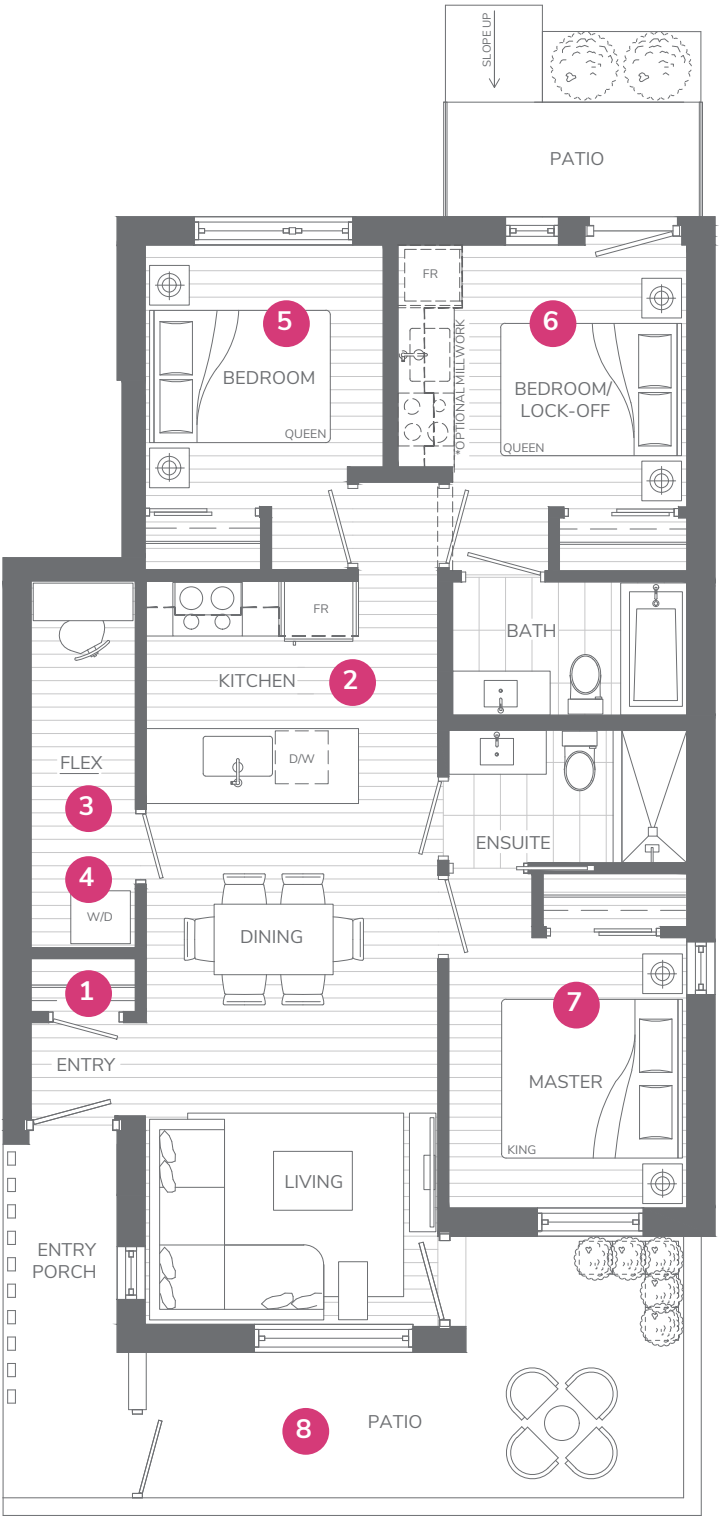 SLOPE UP
PATIO
FR
5
6
*OPTIONAL MILLWORK
BEDROOM
QUEEN
BEDROOM/
LOCK-OFF
QUEEN
FR
BATH
KITCHEN
2
FLEX
D/W
3
ENSUITE
4
W/D
DINING
1
7
ENTRY
MASTER
KING
LIVING
ENTRY
PORCH
8
PATIO